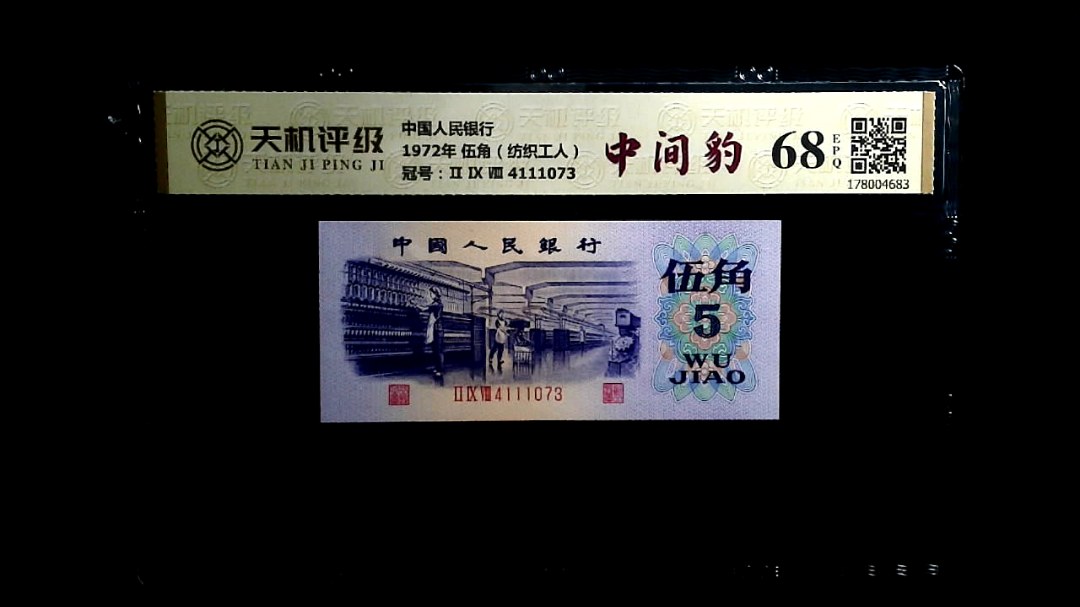 天机评级
TIAN JI PING JI
中国人民银行
1972年 伍角（纺织工人）
冠号：Ⅱ Ⅸ Ⅷ 4111073
中间豹
68
EPQ
178004683
中國人民銀行
伍角
5
WU
JIAO
Ⅱ Ⅸ Ⅷ 4111073